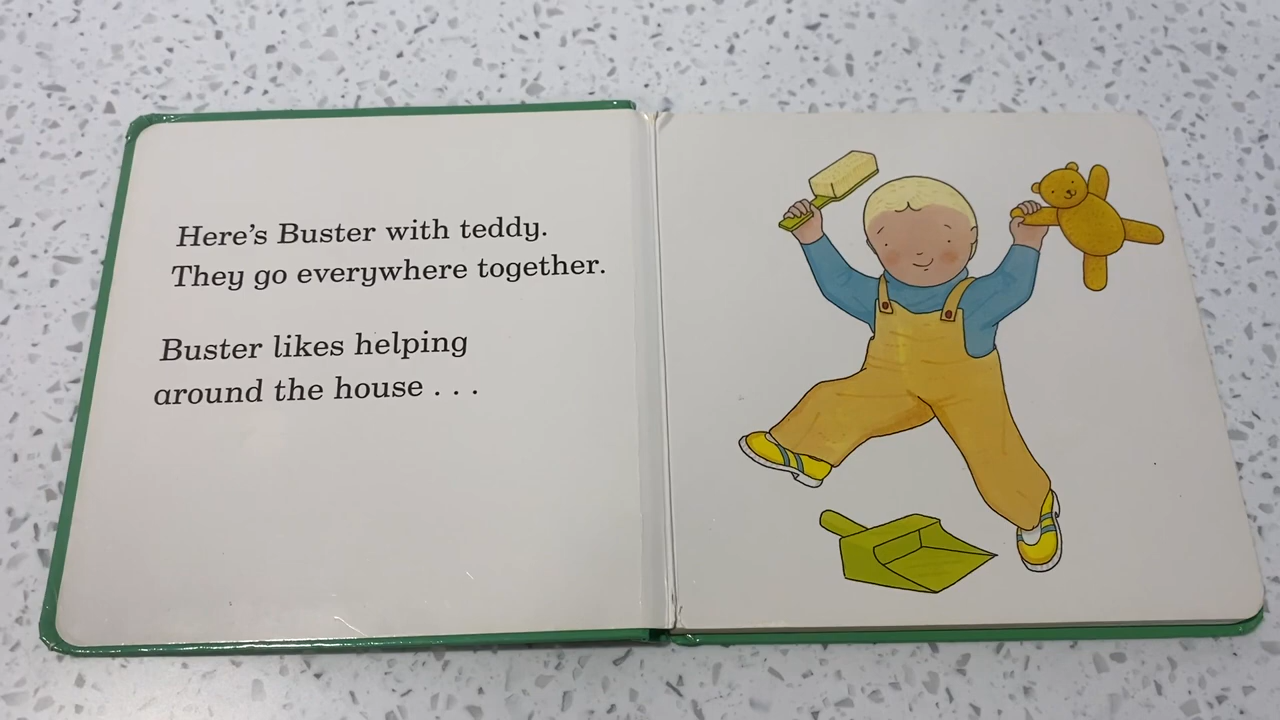 Here's Buster with teddy.
They go everywhere together.
Buster likes helping
around the house . . .